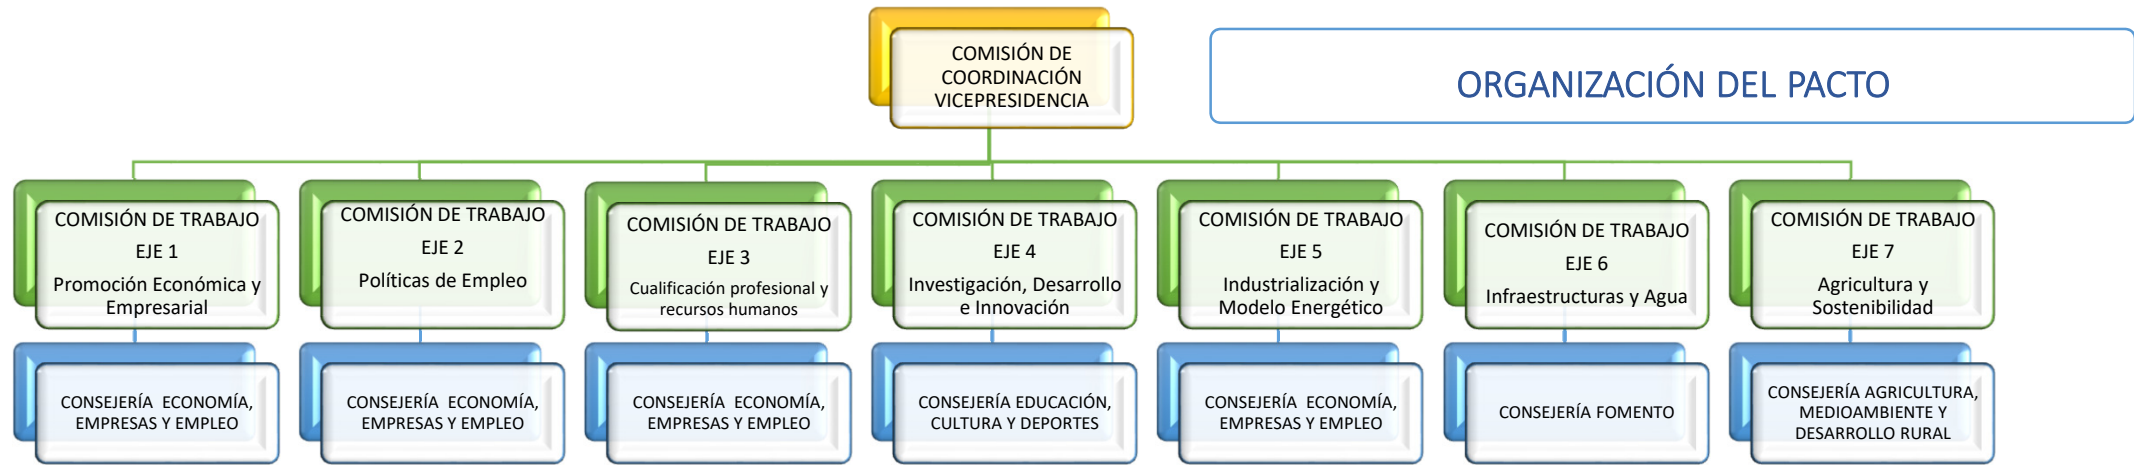 COMISIÓN DE
COORDINACIÓN
VICEPRESIDENCIA
ORGANIZACIÓN DEL PACTO
COMISIÓN DE TRABAJO
EJE 1
Promoción Económica y
Empresarial
COMISIÓN DE TRABAJO
EJE 2
Políticas de Empleo
COMISIÓN DE TRABAJO
EJE 3
Cualificación profesional y
recursos humanos
COMISIÓN DE TRABAJO
EJE 4
Investigación, Desarrollo
e Innovación
COMISIÓN DE TRABAJO
EJE 5
Industrialización y
Modelo Energético
COMISIÓN DE TRABAJO
EJE 6
Infraestructuras y Agua
COMISIÓN DE TRABAJO
EJE 7
Agricultura y
Sostenibilidad
CONSEJERÍA ECONOMÍA,
EMPRESAS Y EMPLEO
CONSEJERÍA ECONOMÍA,
EMPRESAS Y EMPLEO
CONSEJERÍA ECONOMÍA,
EMPRESAS Y EMPLEO
CONSEJERÍA EDUCACIÓN,
CULTURA Y DEPORTES
CONSEJERÍA ECONOMÍA,
EMPRESAS Y EMPLEO
CONSEJERÍA FOMENTO
CONSEJERÍA AGRICULTURA,
MEDIOAMBIENTE Y
DESARROLLO RURAL